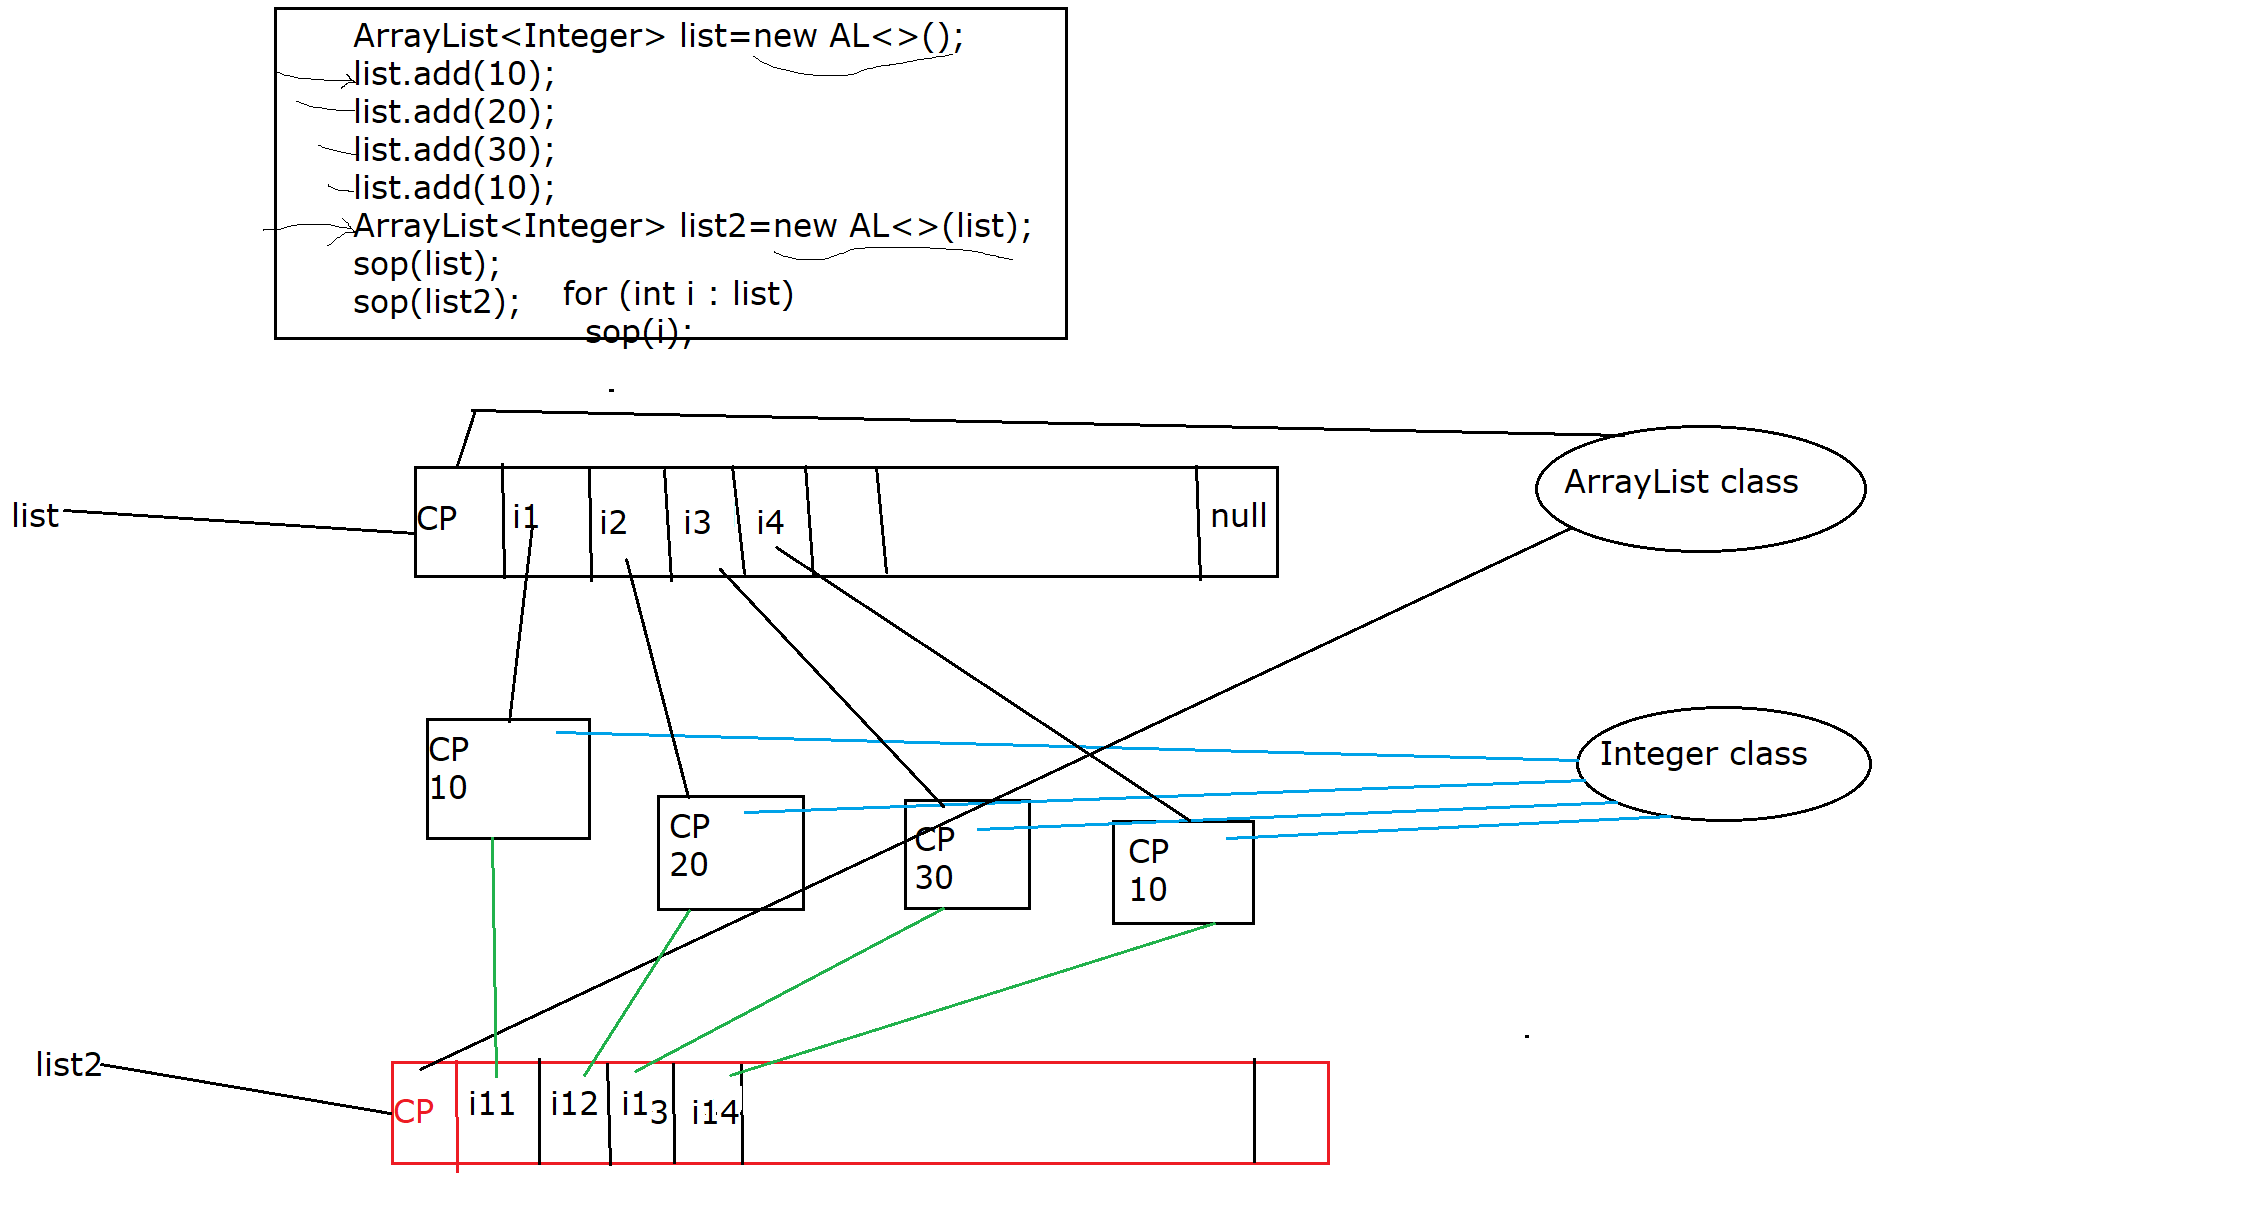 ArrayList<Integer> list=new AL<>();
list.add(10);
list.add(20);
list.add(30);
list.add(10);
ArrayList<Integer> list2=new AL<>(list);
sop(list);
sop(list2);
for (int i : list)
sop(i);
ArrayList class
list
CP i1 i2 i3 i4 null
Integer class
CP
10
CP
20
CP
30
CP
10
list2
CP i11 i12 i13 i14